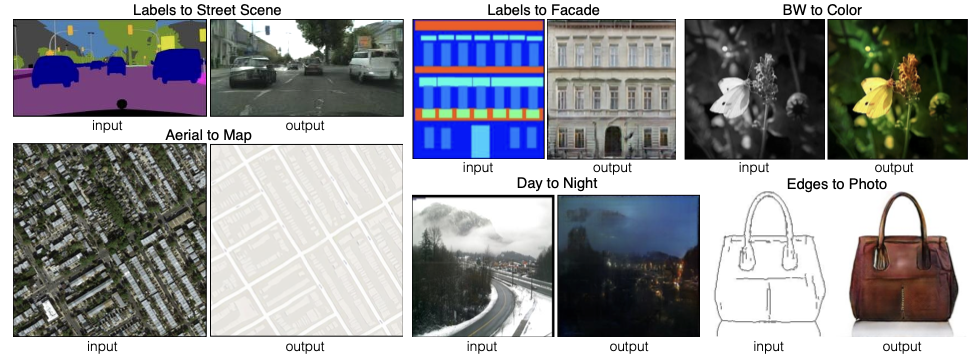 Labels to Street Scene
input
output
Aerial to Map
input
output
Labels to Facade
input
output
BW to Color
input
output
Day to Night
input
output
Edges to Photo
input
output